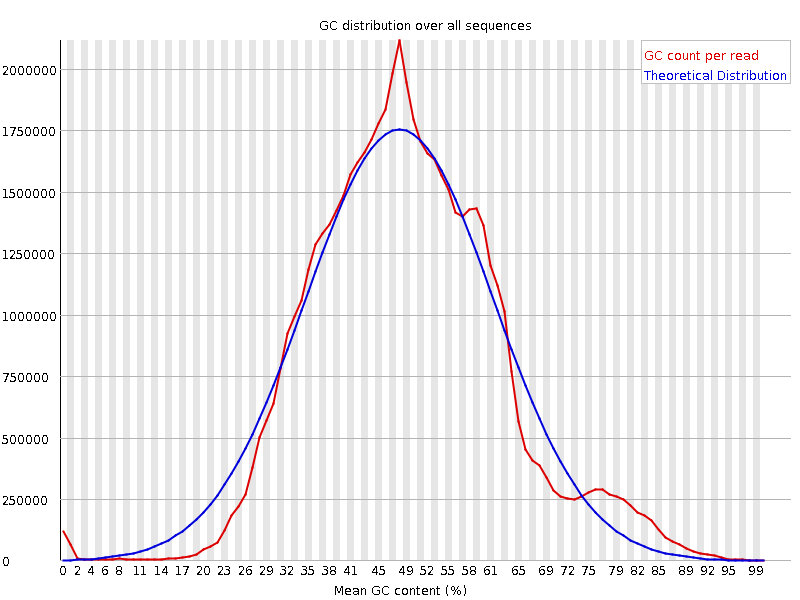 GC distribution over all sequences
GC count per read
Theoretical Distribution
2000000
1750000
1500000
1250000
1000000
750000
500000
250000
0
0 2 4 6 8 11 14 17 20 23 26 29 32 35 38 41 45 49 52 55 58 61 65 69 72 75 79 82 85 89 92 95 99
Mean GC content (%)